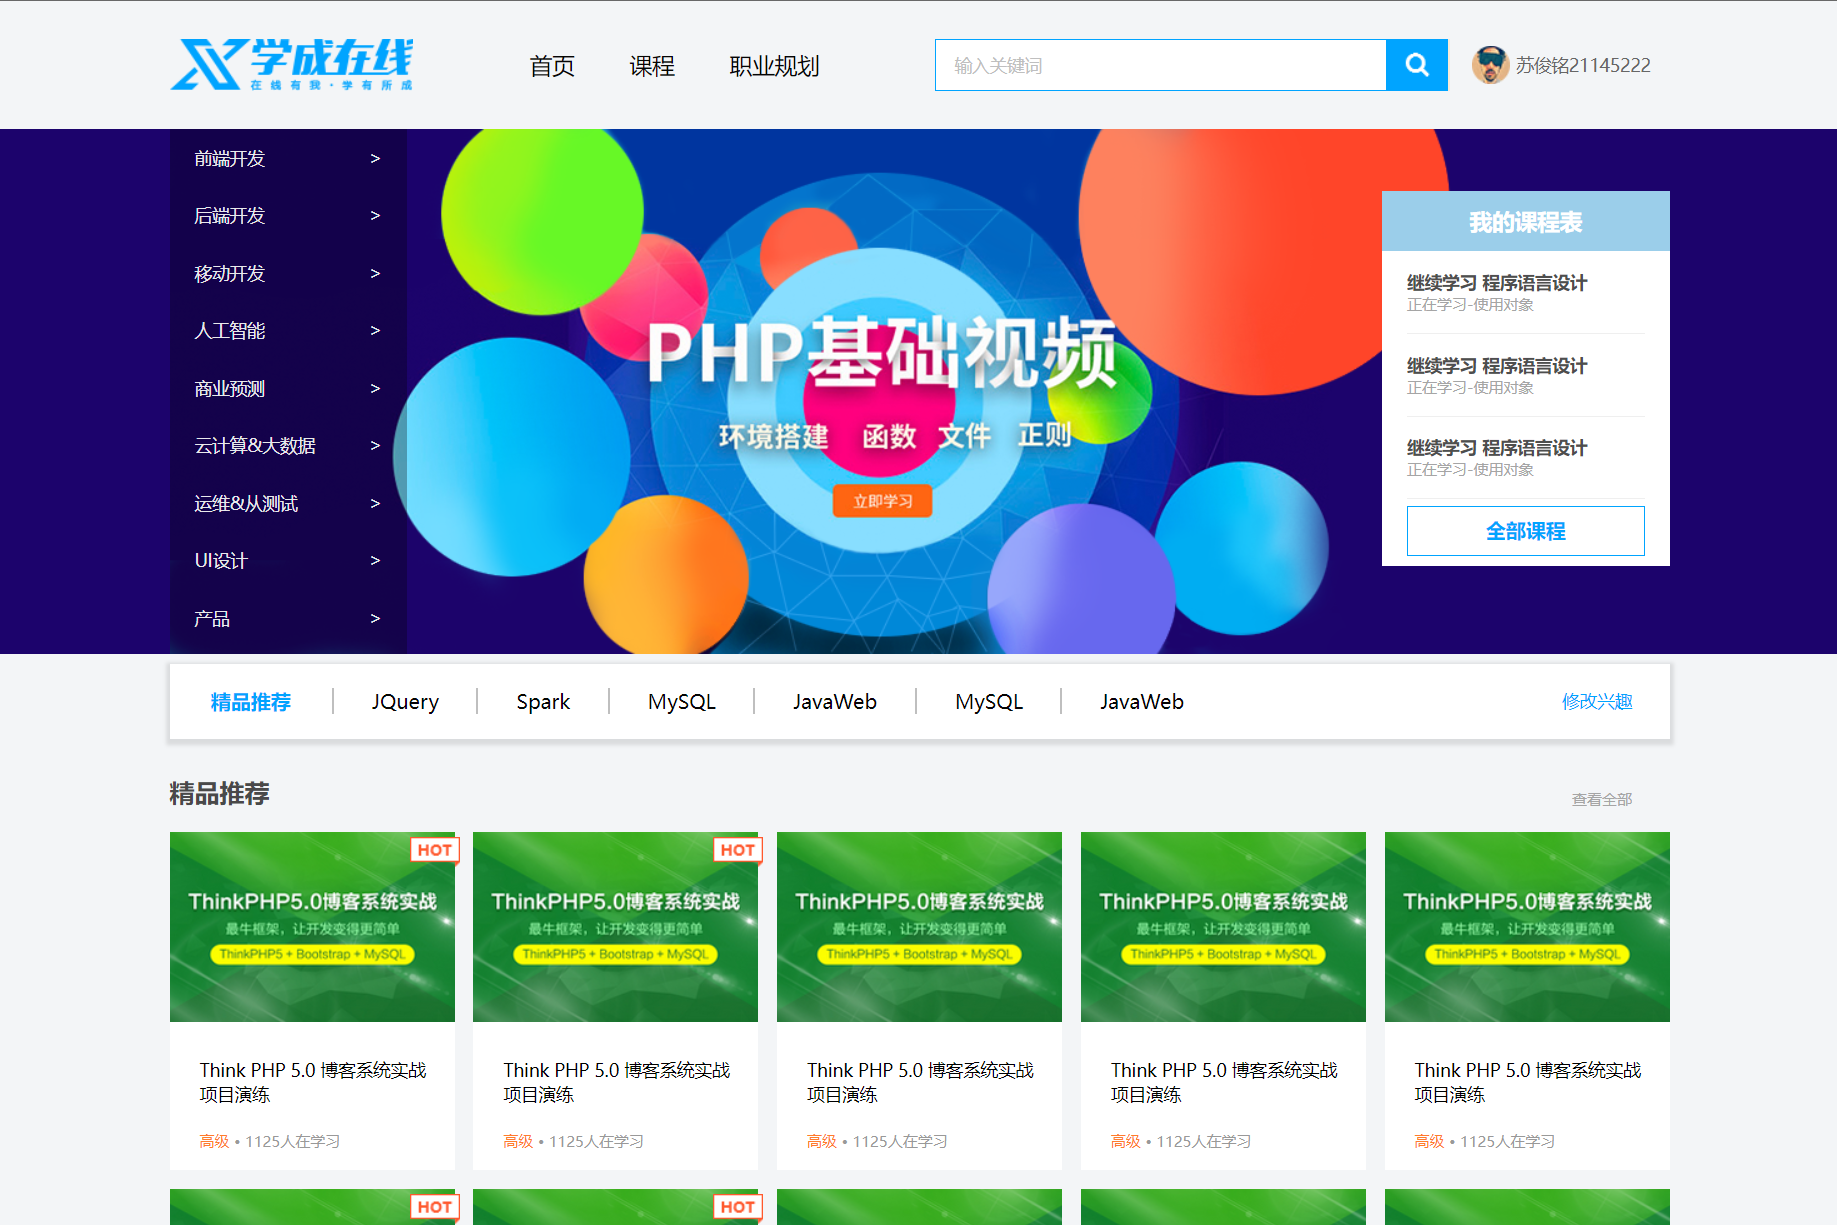 学成在线
在线有我·学有所成
首页 课程 职业规划
输入关键词
苏俊铭21145222
前端开发 >
后端开发 >
移动开发 >
人工智能 >
商业预测 >
云计算&大数据 >
运维&从测试 >
UI设计 >
产品 >
PHP基础视频
环境搭建 函数 文件 正则
立即学习
我的课程表
继续学习 程序语言设计
正在学习-使用对象
继续学习 程序语言设计
正在学习-使用对象
继续学习 程序语言设计
正在学习-使用对象
全部课程
精品推荐 JQuery Spark MySQL JavaWeb MySQL JavaWeb 修改兴趣
精品推荐 查看全部
HOT
ThinkPHP5.0博客系统实战
最牛框架，让开发变得更简单
ThinkPHP5 + Bootstrap + MySQL
Think PHP 5.0 博客系统实战
项目演练
高级 • 1125人在学习
HOT
ThinkPHP5.0博客系统实战
最牛框架，让开发变得更简单
ThinkPHP5 + Bootstrap + MySQL
Think PHP 5.0 博客系统实战
项目演练
高级 • 1125人在学习
ThinkPHP5.0博客系统实战
最牛框架，让开发变得更简单
ThinkPHP5 + Bootstrap + MySQL
Think PHP 5.0 博客系统实战
项目演练
高级 • 1125人在学习
ThinkPHP5.0博客系统实战
最牛框架，让开发变得更简单
ThinkPHP5 + Bootstrap + MySQL
Think PHP 5.0 博客系统实战
项目演练
高级 • 1125人在学习
ThinkPHP5.0博客系统实战
最牛框架，让开发变得更简单
ThinkPHP5 + Bootstrap + MySQL
Think PHP 5.0 博客系统实战
项目演练
高级 • 1125人在学习
HOT
HOT